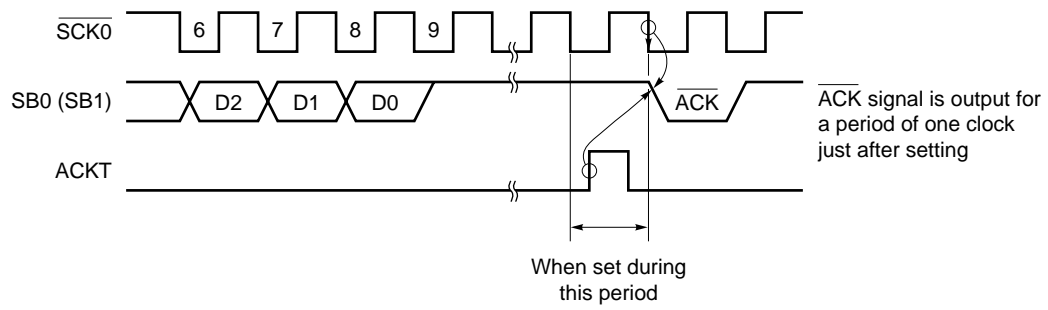 SCK0
6 7 8 9
SB0 (SB1)
D2 D1 D0 ACK
ACK signal is output for
a period of one clock
just after setting
ACKT
When set during
this period